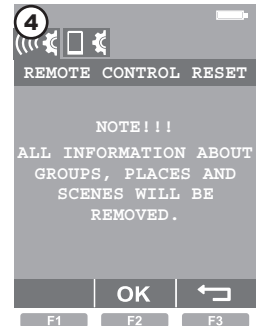 4
REMOTE CONTROL RESET
NOTE!!!
ALL INFORMATION ABOUT
GROUPS, PLACES AND
SCENES WILL BE
REMOVED.
OK
F1 F2 F3